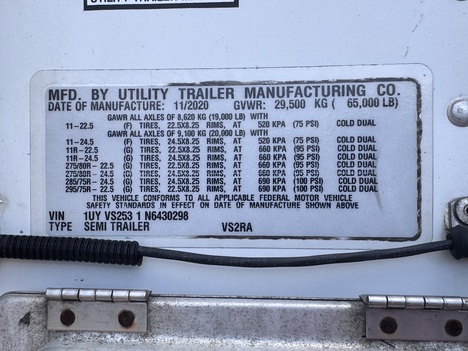 MFD. BY UTILITY TRAILER MANUFACTURING CO.
DATE OF MANUFACTURE: 11/2020 GVWR: 29,500 KG ( 65,000 LB)
GAWR ALL AXLES OF 8,620 KG (19,000 LB) WITH
11-22.5 (F) TIRES, 22.5X8.25 RIMS, AT 520 KPA (75 PSI) COLD DUAL
GAWR ALL AXLES OF 9,100 KG (20,000 LB) WITH
11-24.5 (F) TIRES, 24.5X8.25 RIMS, AT 520 KPA (75 PSI) COLD DUAL
11R-22.5 (G) TIRES, 22.5X8.25 RIMS, AT 660 KPA (95 PSI) COLD DUAL
11R-24.5 (G) TIRES, 24.5X8.25 RIMS, AT 660 KPA (95 PSI) COLD DUAL
275/80R - 22.5 (G) TIRES, 22.5X8.25 RIMS, AT 660 KPA (95 PSI) COLD DUAL
275/80R - 24.5 (G) TIRES, 24.5X8.25 RIMS, AT 660 KPA (95 PSI) COLD DUAL
285/75R - 24.5 (G) TIRES, 24.5X8.25 RIMS, AT 690 KPA (100 PSI) COLD DUAL
295/75R - 22.5 (G) TIRES, 22.5X8.25 RIMS, AT 690 KPA (100 PSI) COLD DUAL
THIS VEHICLE CONFORMS TO ALL APPLICABLE FEDERAL MOTOR VEHICLE
SAFETY STANDARDS IN EFFECT ON DATE OF MANUFACTURE SHOWN ABOVE.
VIN 1UY VS253 1 N6430298
TYPE SEMI TRAILER VS2RA